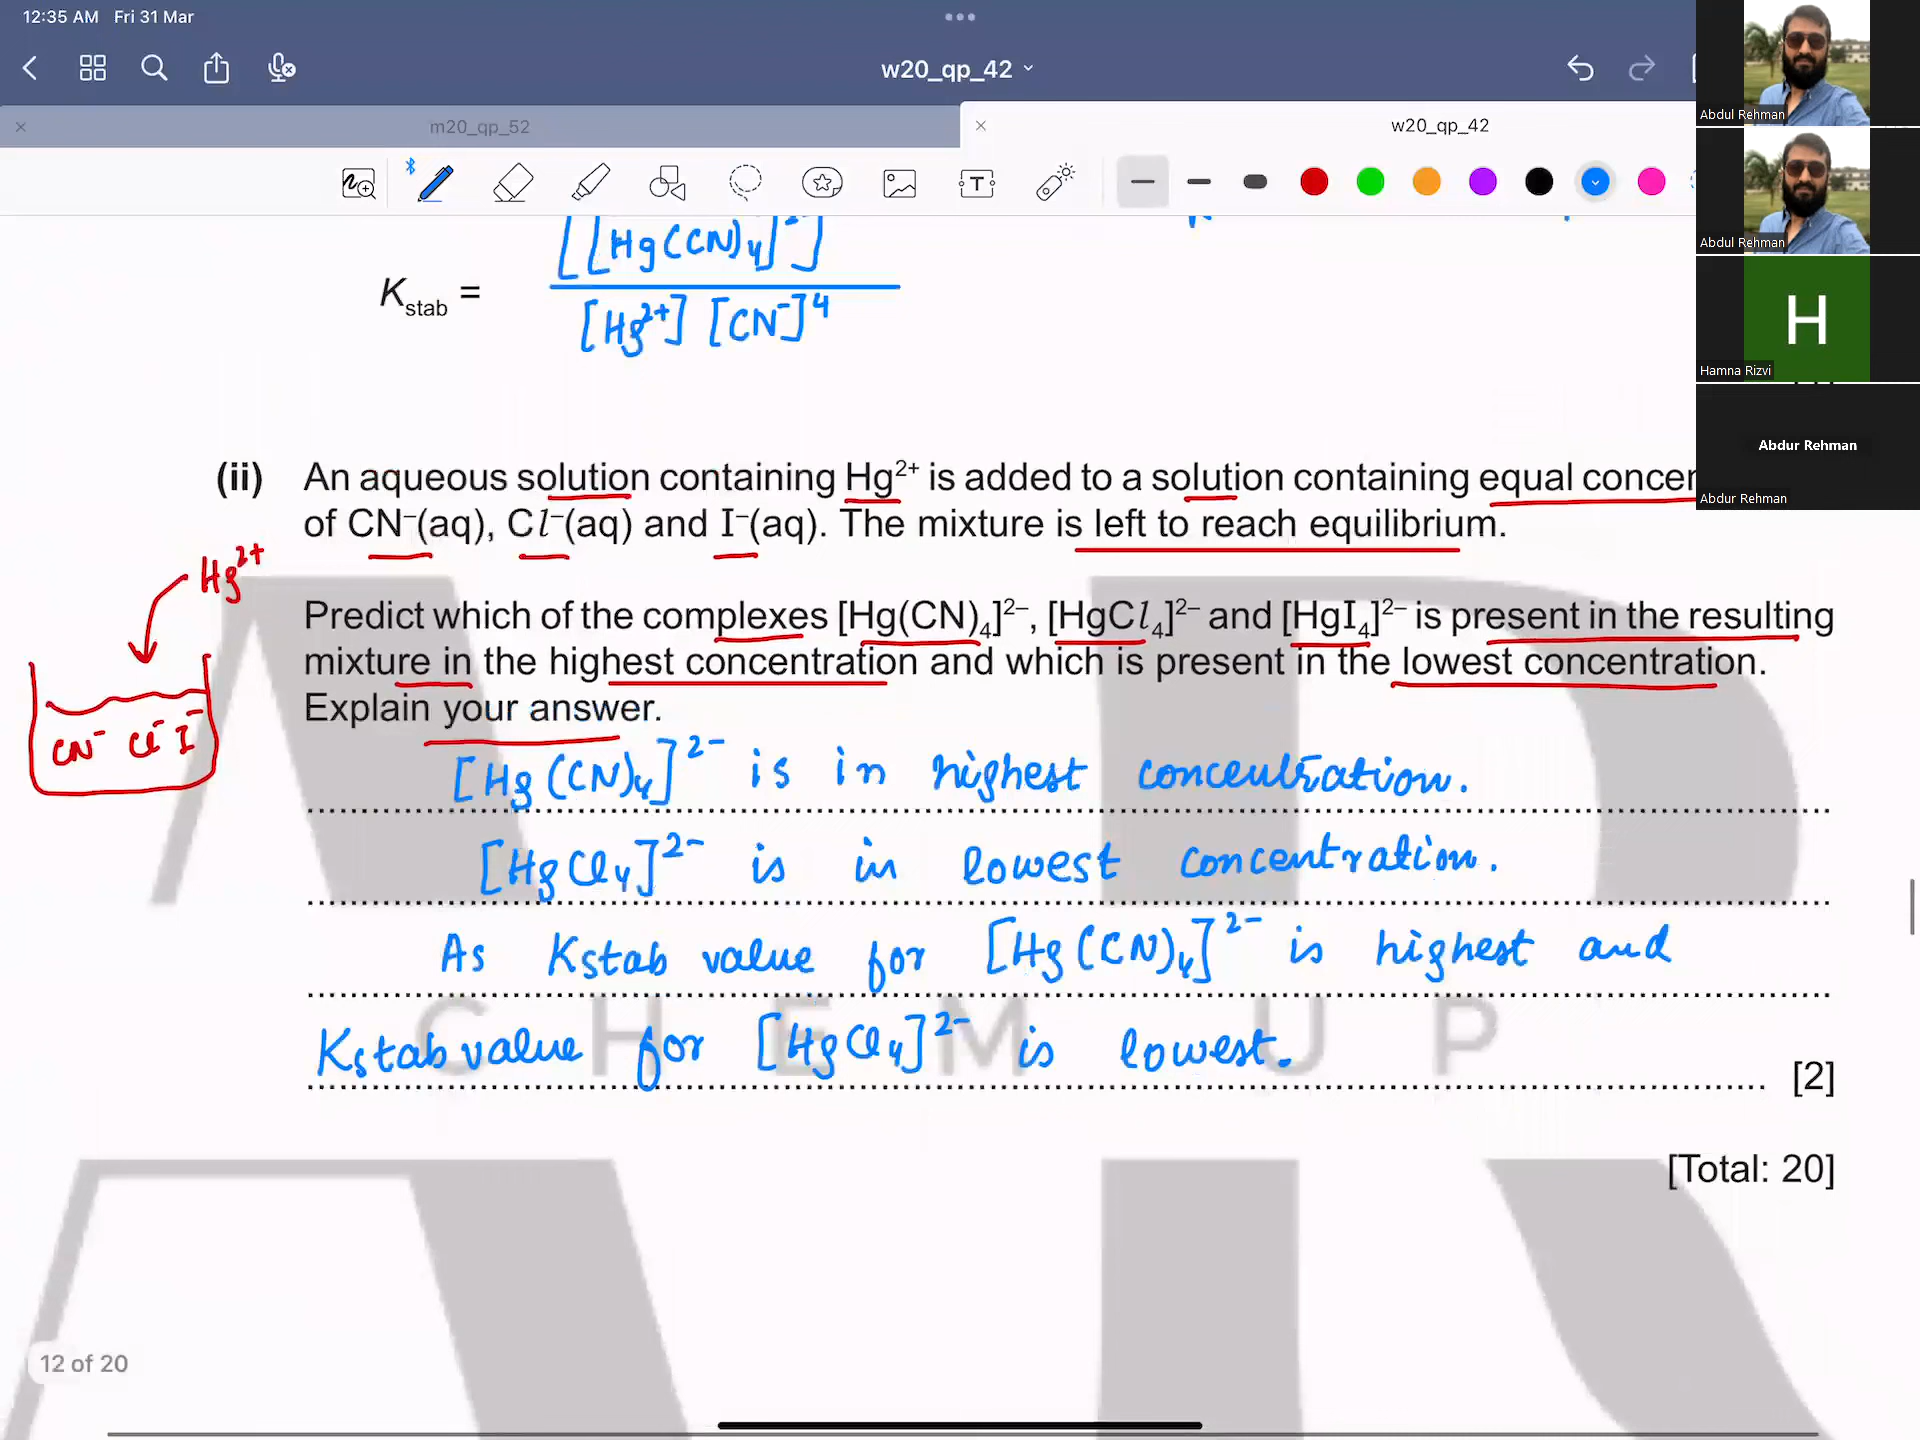 12:35 AM Fri 31 Mar
w20_qp_42
m20_qp_52
w20_qp_42
Abdul Rehman
Abdul Rehman
H
Hamna Rizvi
Abdur Rehman
Abdur Rehman
[[Hg(CN)₄]²⁻]
Kstab =
[Hg²⁺] [CN⁻]⁴
(ii) An aqueous solution containing Hg²⁺ is added to a solution containing equal concer
of CN⁻(aq), Cl⁻(aq) and I⁻(aq). The mixture is left to reach equilibrium.
Hg²⁺
Predict which of the complexes [Hg(CN)₄]²⁻, [HgCl₄]²⁻ and [HgI₄]²⁻ is present in the resulting
mixture in the highest concentration and which is present in the lowest concentration.
Explain your answer.
CN⁻ Cl⁻ I⁻
[Hg(CN)₄]²⁻ is in highest concentration.
[HgCl₄]²⁻ is in lowest concentration.
As Kstab value for [Hg(CN)₄]²⁻ is highest and
Kstab value for [HgCl₄]²⁻ is lowest.
[2]
[Total: 20]
AR
CHEM UP
AR
12 of 20